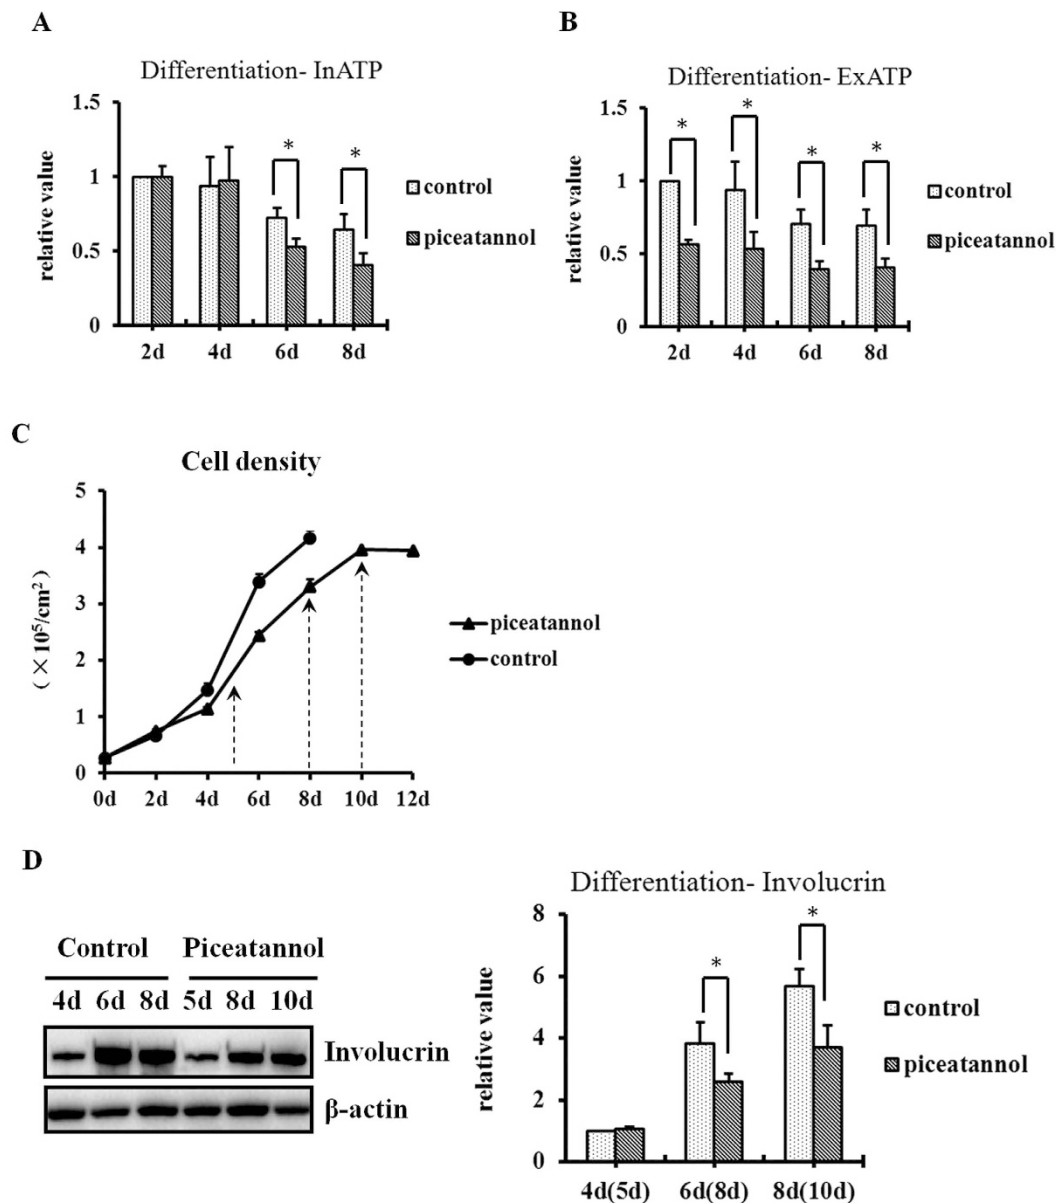 A
Differentiation- InATP
relative value
1.5
1
0.5
0
*
*
2d 4d 6d 8d
control
piceatannol
B
Differentiation- ExATP
relative value
1.5
1
0.5
0
*
*
*
*
2d 4d 6d 8d
control
piceatannol
C
Cell density
( ×10⁵/cm²)
5
4
3
2
1
0
0d 2d 4d 6d 8d 10d 12d
piceatannol
control
D
Control Piceatannol
4d 6d 8d 5d 8d 10d
Involucrin
β-actin
Differentiation- Involucrin
relative value
8
6
4
2
0
*
*
4d(5d) 6d(8d) 8d(10d)
control
piceatannol